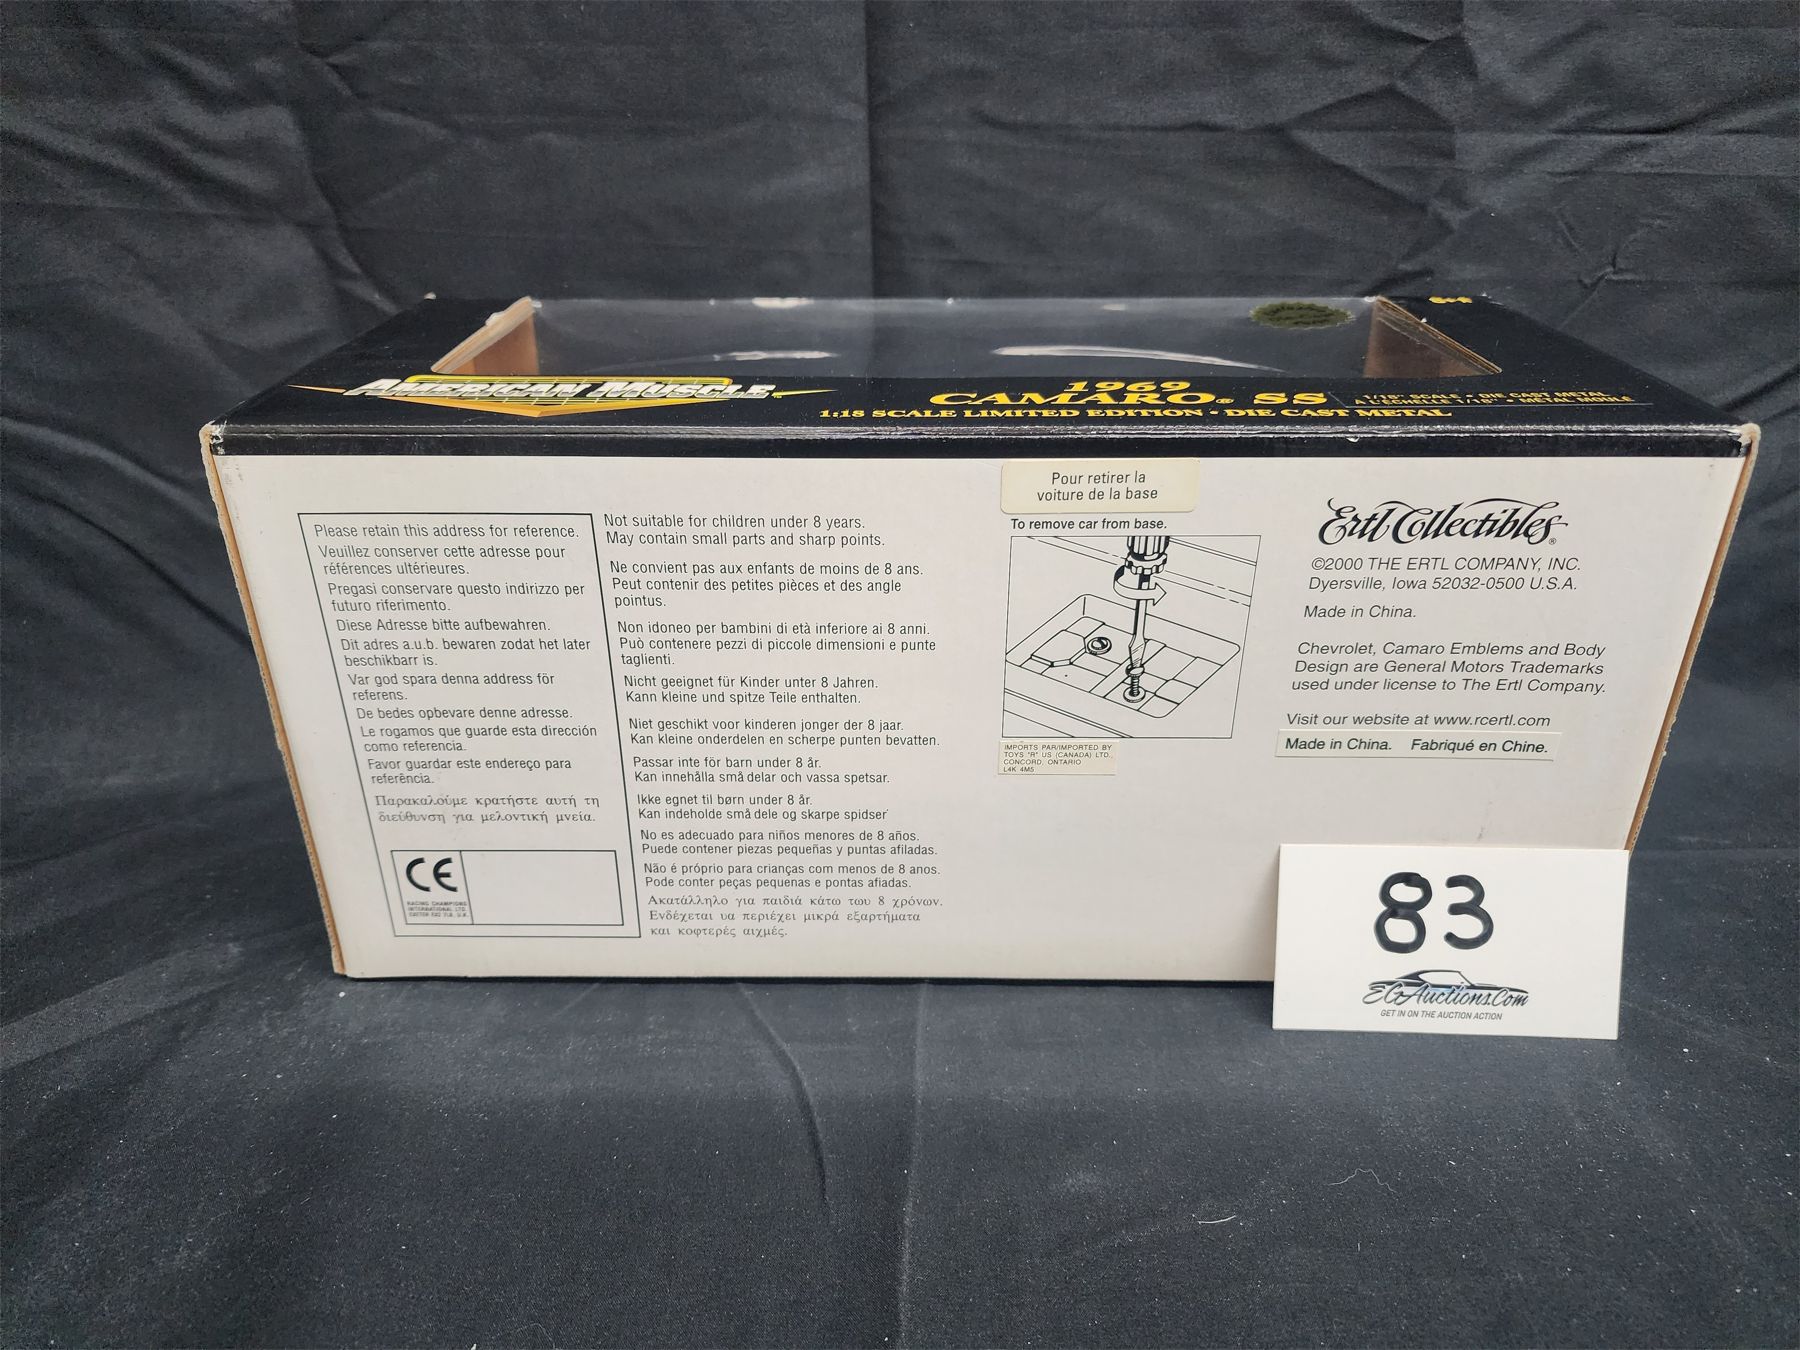 AMERICAN MUSCLE
1969
CAMARO® SS
1:18 SCALE LIMITED EDITION • DIE CAST METAL
1/18" SCALE • DIE CAST METAL
Please retain this address for reference.
Veuillez conserver cette adresse pour
références ultérieures.
Pregasi conservare questo indirizzo per
futuro riferimento.
Diese Adresse bitte aufbewahren.
Dit adres a.u.b. bewaren zodat het later
beschikbarr is.
Var god spara denna address för
referens.
De bedes opbevare denne adresse.
Le rogamos que guarde esta dirección
como referencia.
Favor guardar este endereço para
referência.
Παρακαλούμε κρατήστε αυτή τη
διεύθυνση για μελοντική μνεία.
CE
RACING CHAMPIONS
INTERNATIONAL LTD.
Not suitable for children under 8 years.
May contain small parts and sharp points.
Ne convient pas aux enfants de moins de 8 ans.
Peut contenir des petites pièces et des angle
pointus.
Non idoneo per bambini di età inferiore ai 8 anni.
Può contenere pezzi di piccole dimensioni e punte
taglienti.
Nicht geeignet für Kinder unter 8 Jahren.
Kann kleine und spitze Teile enthalten.
Niet geschikt voor kinderen jonger der 8 jaar.
Kan kleine onderdelen en scherpe punten bevatten.
Passar inte för barn under 8 år.
Kan innehålla små delar och vassa spetsar.
Ikke egnet til børn under 8 år.
Kan indeholde små dele og skarpe spidser
No es adecuado para niños menores de 8 años.
Puede contener piezas pequeñas y puntas afiladas.
Não é próprio para crianças com menos de 8 anos.
Pode conter peças pequenas e pontas afiadas.
Ακατάλληλο για παιδιά κάτω του 8 χρόνων.
Ενδέχεται υα περιέχει μικρά εξαρτήματα
και κοφτερές αιχμές.
Pour retirer la
voiture de la base
To remove car from base.
IMPORTS PAR/IMPORTED BY
TOYS "R" US (CANADA) LTD.,
CONCORD, ONTARIO
L4K 4M5
Ertl Collectibles®
©2000 THE ERTL COMPANY, INC.
Dyersville, Iowa 52032-0500 U.S.A.
Made in China.
Chevrolet, Camaro Emblems and Body
Design are General Motors Trademarks
used under license to The Ertl Company.
Visit our website at www.rcertl.com
Made in China. Fabriqué en Chine.
83
EGAuctions.Com
GET IN ON THE AUCTION ACTION